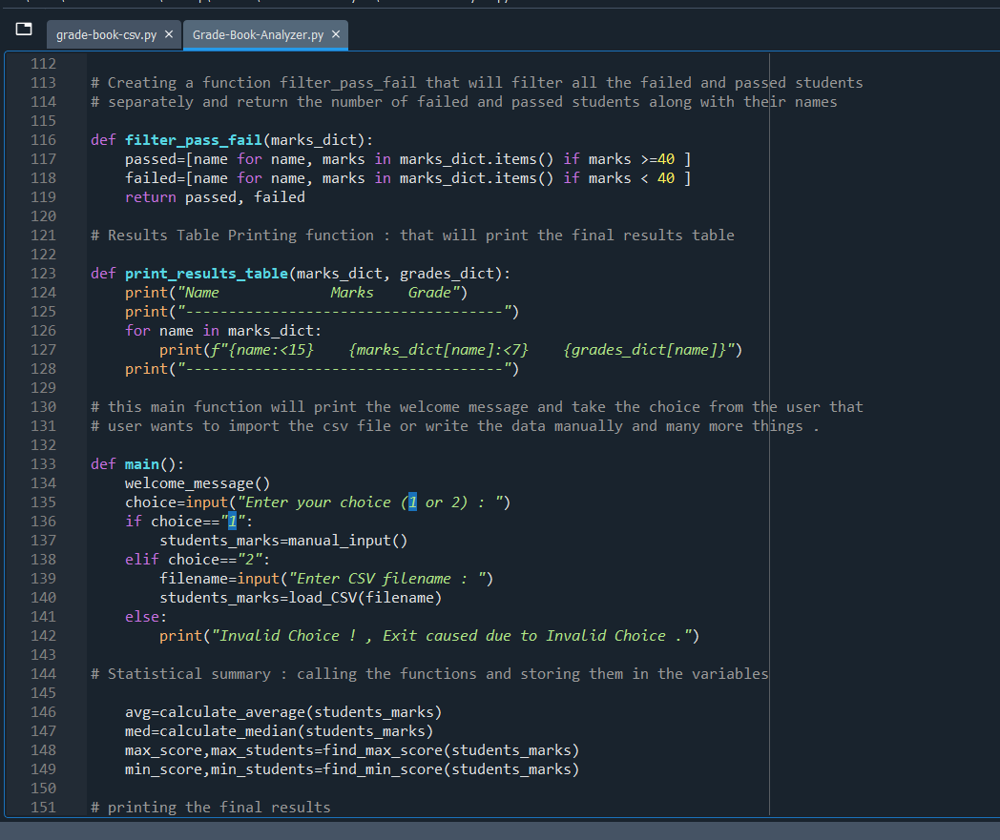 grade-book-csv.py ×  Grade-Book-Analyzer.py ×
112
113    # Creating a function filter_pass_fail that will filter all the failed and passed students
114    # separately and return the number of failed and passed students along with their names
115
116    def filter_pass_fail(marks_dict):
117        passed=[name for name, marks in marks_dict.items() if marks >=40 ]
118        failed=[name for name, marks in marks_dict.items() if marks < 40 ]
119        return passed, failed
120
121    # Results Table Printing function : that will print the final results table
122
123    def print_results_table(marks_dict, grades_dict):
124        print("Name             Marks    Grade")
125        print("-------------------------------------")
126        for name in marks_dict:
127            print(f"{name:<15}    {marks_dict[name]:<7}    {grades_dict[name]}")
128        print("-------------------------------------")
129
130    # this main function will print the welcome message and take the choice from the user that
131    # user wants to import the csv file or write the data manually and many more things .
132
133    def main():
134        welcome_message()
135        choice=input("Enter your choice (1 or 2) : ")
136        if choice=="1":
137            students_marks=manual_input()
138        elif choice=="2":
139            filename=input("Enter CSV filename : ")
140            students_marks=load_CSV(filename)
141        else:
142            print("Invalid Choice ! , Exit caused due to Invalid Choice .")
143
144    # Statistical summary : calling the functions and storing them in the variables
145
146        avg=calculate_average(students_marks)
147        med=calculate_median(students_marks)
148        max_score,max_students=find_max_score(students_marks)
149        min_score,min_students=find_min_score(students_marks)
150
151    # printing the final results